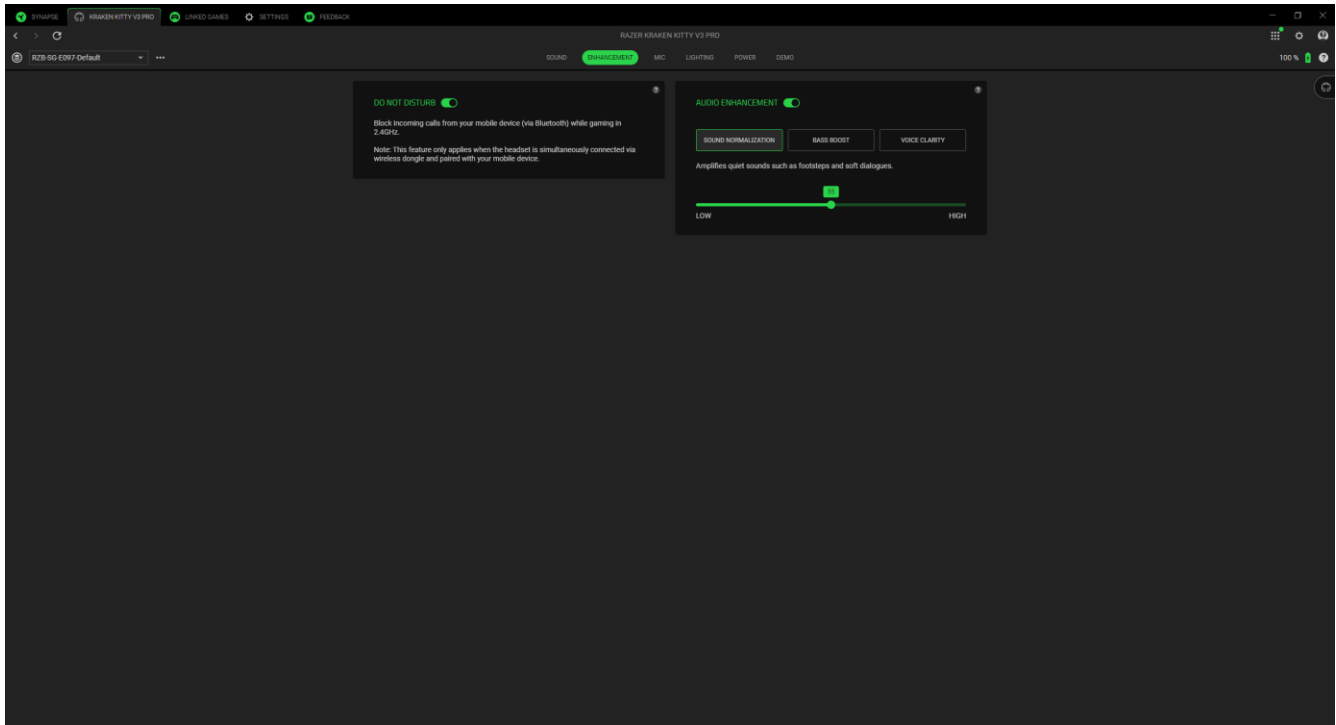 SYNAPSE
KRAKEN KITTY V3 PRO
LINKED GAMES
SETTINGS
FEEDBACK
RAZER KRAKEN KITTY V3 PRO
RZB-SG-E097-Default
SOUND
ENHANCEMENT
MIC
LIGHTING
POWER
DEMO
100 %
DO NOT DISTURB
Block incoming calls from your mobile device (via Bluetooth) while gaming in
2.4GHz.
Note: This feature only applies when the headset is simultaneously connected via
wireless dongle and paired with your mobile device.
AUDIO ENHANCEMENT
SOUND NORMALIZATION
BASS BOOST
VOICE CLARITY
Amplifies quiet sounds such as footsteps and soft dialogues.
LOW
HIGH